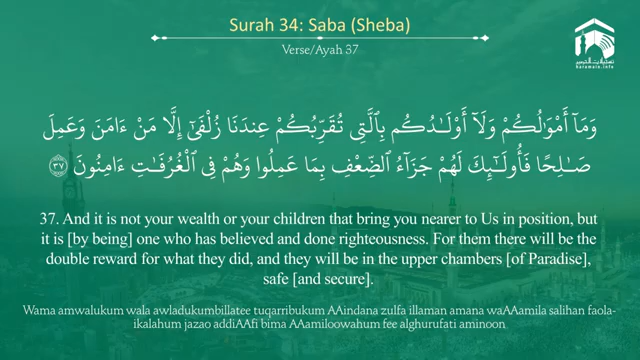 Surah 34: Saba (Sheba)
Verse/Ayah 37
haramain.info
وَمَآ أَمْوَٰلُكُمْ وَلَآ أَوْلَـٰدُكُم بِٱلَّتِى تُقَرِّبُكُمْ عِندَنَا زُلْفَىٰٓ إِلَّا مَنْ ءَامَنَ وَعَمِلَ
صَـٰلِحًا فَأُو۟لَـٰٓئِكَ لَهُمْ جَزَآءُ ٱلضِّعْفِ بِمَا عَمِلُوا۟ وَهُمْ فِى ٱلْغُرُفَـٰتِ ءَامِنُونَ ٣٧
37. And it is not your wealth or your children that bring you nearer to Us in position, but
it is [by being] one who has believed and done righteousness. For them there will be the
double reward for what they did, and they will be in the upper chambers [of Paradise],
safe [and secure].
Wama amwalukum wala awladukumbillatee tuqarribukum AAindana zulfa illaman amana waAAamila salihan faola-
ikalahum jazao addiAAfi bima AAamiloowahum fee alghurufati aminoon